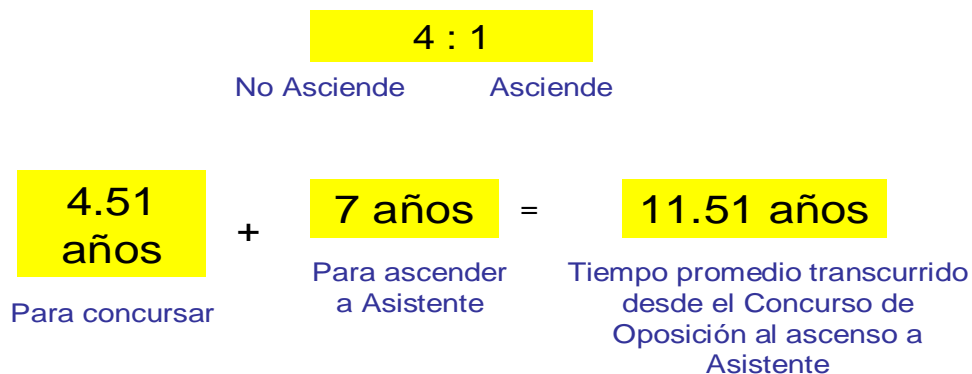 4 : 1
No Asciende Asciende
4.51
años
+
7 años
=
11.51 años
Para concursar
Para ascender
a Asistente
Tiempo promedio transcurrido
desde el Concurso de
Oposición al ascenso a
Asistente